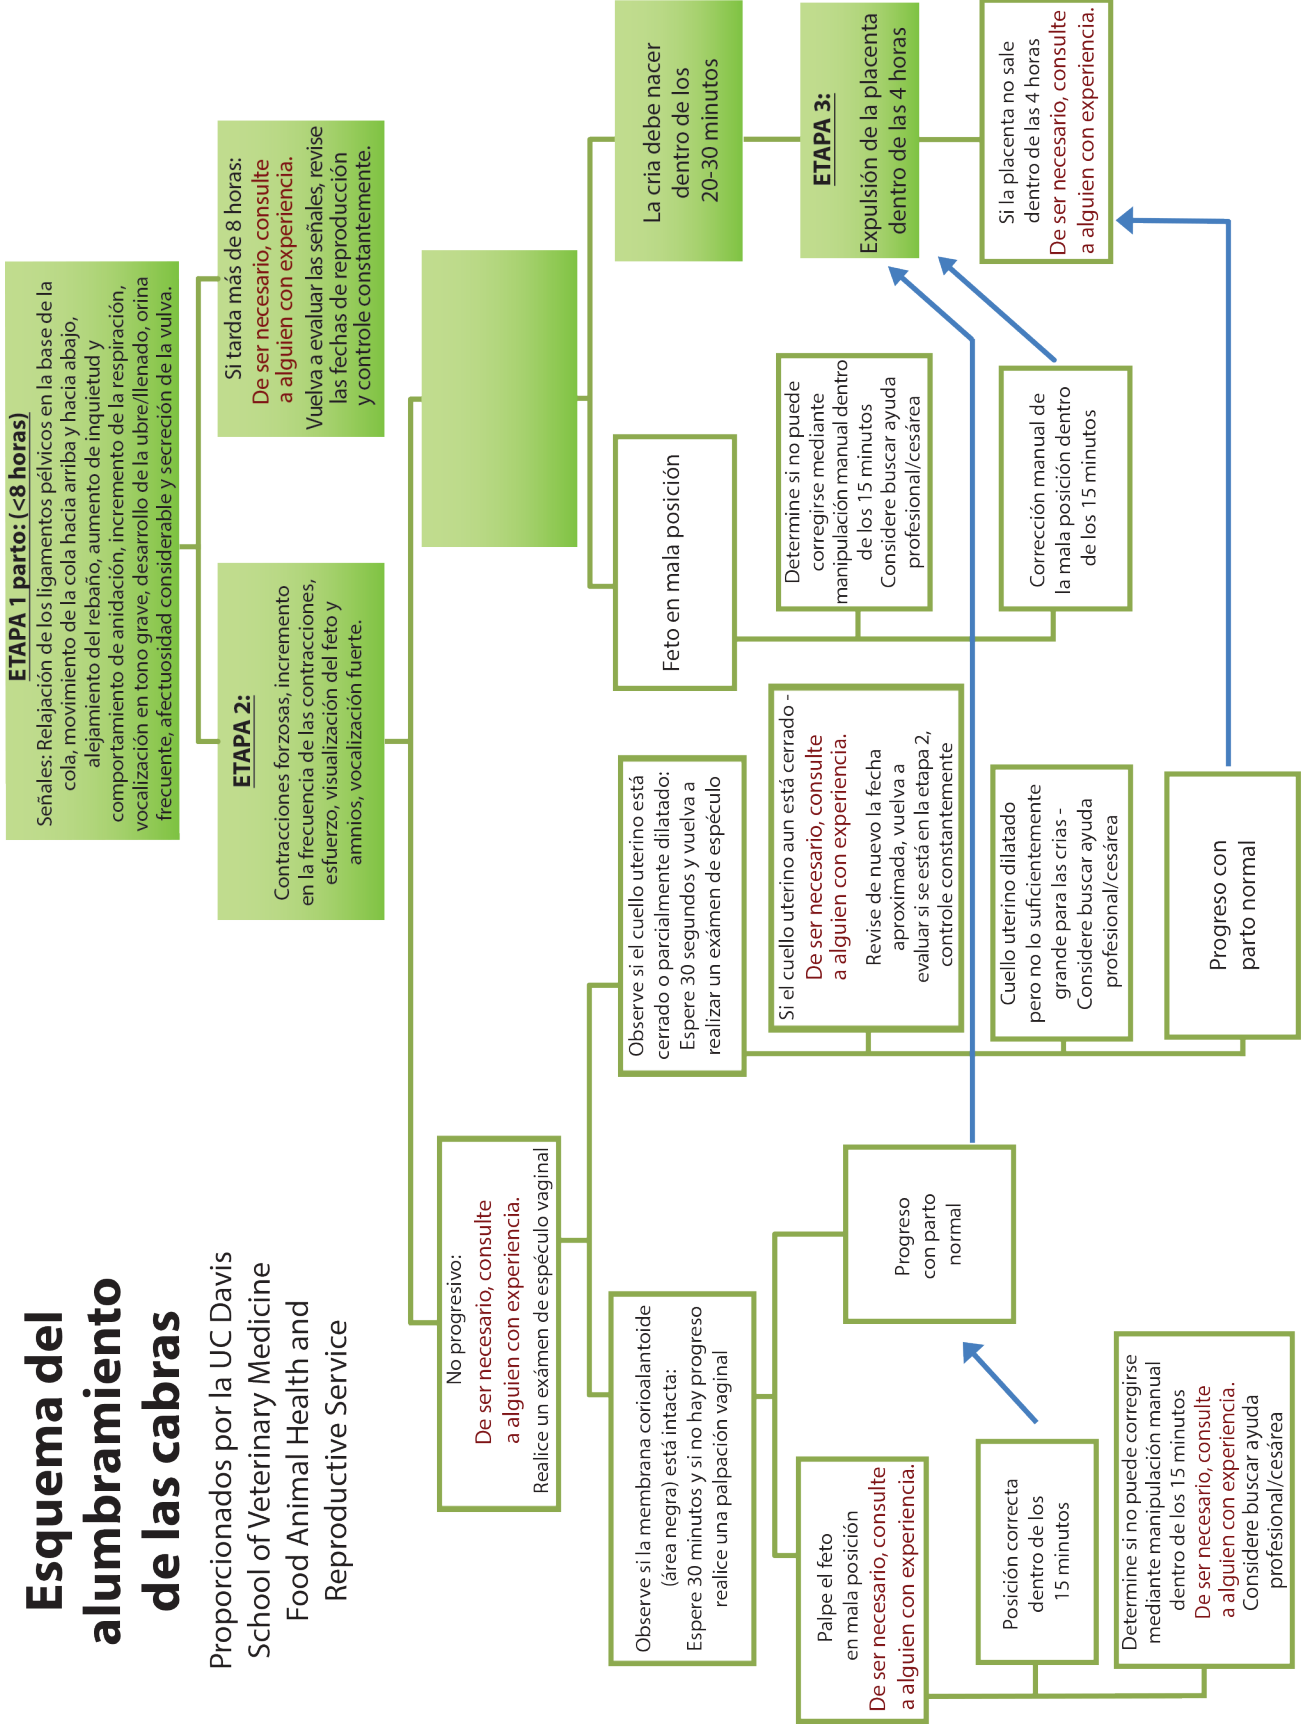 Esquema del
alumbramiento
de las cabras
Proporcionados por la UC Davis
School of Veterinary Medicine
Food Animal Health and
Reproductive Service
ETAPA 1 parto: (<8 horas)
Señales: Relajación de los ligamentos pélvicos en la base de la
cola, movimiento de la cola hacia arriba y hacia abajo,
alejamiento del rebaño, aumento de inquietud y
comportamiento de anidación, incremento de la respiración,
vocalización en tono grave, desarrollo de la ubre/llenado, orina
frecuente, afectuosidad considerable y secreción de la vulva.
ETAPA 2:
Contracciones forzosas, incremento
en la frecuencia de las contracciones,
esfuerzo, visualización del feto y
amnios, vocalización fuerte.
Si tarda más de 8 horas:
De ser necesario, consulte
a alguien con experiencia.
Vuelva a evaluar las señales, revise
las fechas de reproducción
y controle constantemente.
No progresivo:
De ser necesario, consulte
a alguien con experiencia.
Realice un exámen de espéculo vaginal
Observe si la membrana corioalantoide
(área negra) está intacta:
Espere 30 minutos y si no hay progreso
realice una palpación vaginal
Observe si el cuello uterino está
cerrado o parcialmente dilatado:
Espere 30 segundos y vuelva a
realizar un exámen de espéculo
Feto en mala posición
La cria debe nacer
dentro de los
20-30 minutos
Palpe el feto
en mala posición
De ser necesario, consulte
a alguien con experiencia.
Progreso
con parto
normal
Si el cuello uterino aun está cerrado -
De ser necesario, consulte
a alguien con experiencia.
Revise de nuevo la fecha
aproximada, vuelva a
evaluar si se está en la etapa 2,
controle constantemente
Determine si no puede
corregirse mediante
manipulación manual dentro
de los 15 minutos
Considere buscar ayuda
profesional/cesárea
ETAPA 3:
Expulsión de la placenta
dentro de las 4 horas
Posición correcta
dentro de los
15 minutos
Cuello uterino dilatado
pero no lo suficientemente
grande para las crias -
Considere buscar ayuda
profesional/cesárea
Corrección manual de
la mala posición dentro
de los 15 minutos
Si la placenta no sale
dentro de las 4 horas
De ser necesario, consulte
a alguien con experiencia.
Determine si no puede corregirse
mediante manipulación manual
dentro de los 15 minutos
De ser necesario, consulte
a alguien con experiencia.
Considere buscar ayuda
profesional/cesárea
Progreso con
parto normal